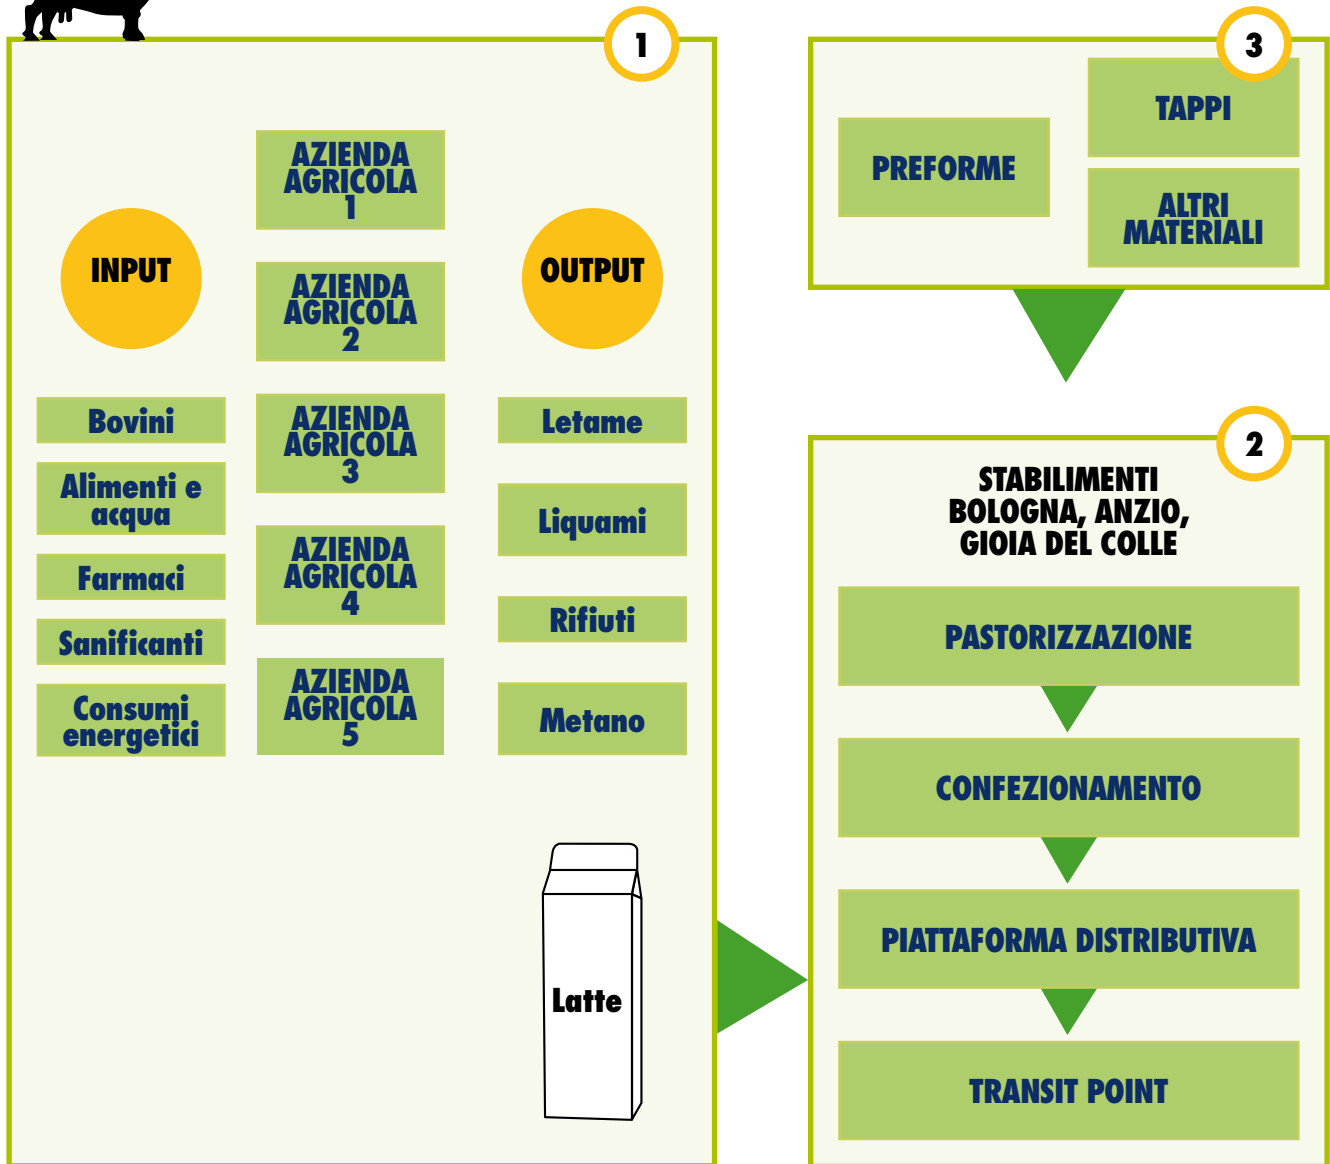 1
INPUT
Bovini
Alimenti e
acqua
Farmaci
Sanificanti
Consumi
energetici
AZIENDA
AGRICOLA
1
AZIENDA
AGRICOLA
2
AZIENDA
AGRICOLA
3
AZIENDA
AGRICOLA
4
AZIENDA
AGRICOLA
5
OUTPUT
Letame
Liquami
Rifiuti
Metano
Latte
3
PREFORME
TAPPI
ALTRI
MATERIALI
2
STABILIMENTI
BOLOGNA, ANZIO,
GIOIA DEL COLLE
PASTORIZZAZIONE
CONFEZIONAMENTO
PIATTAFORMA DISTRIBUTIVA
TRANSIT POINT